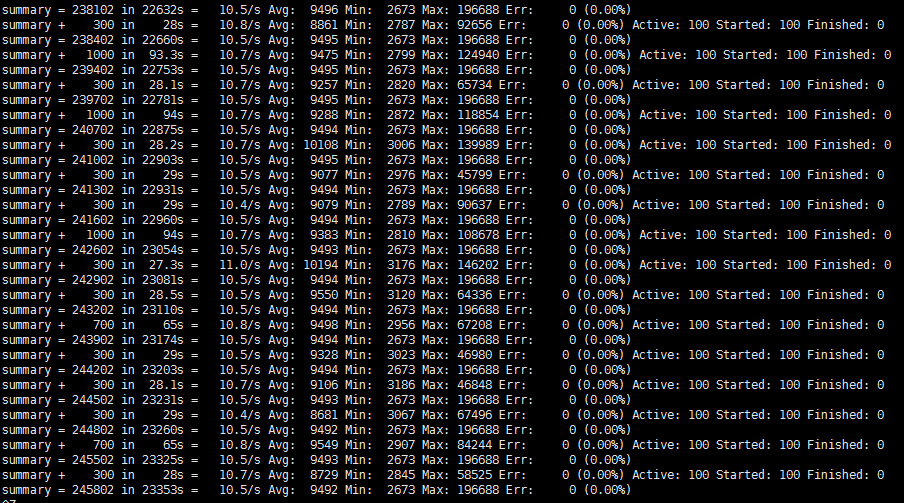 summary = 238102 in 22632s = 10.5/s Avg: 9496 Min: 2673 Max: 196688 Err: 0 (0.00%)
summary + 300 in 28s = 10.8/s Avg: 8861 Min: 2787 Max: 92656 Err: 0 (0.00%) Active: 100 Started: 100 Finished: 0
summary = 238402 in 22660s = 10.5/s Avg: 9495 Min: 2673 Max: 196688 Err: 0 (0.00%)
summary + 1000 in 93.3s = 10.7/s Avg: 9475 Min: 2799 Max: 124940 Err: 0 (0.00%) Active: 100 Started: 100 Finished: 0
summary = 239402 in 22753s = 10.5/s Avg: 9495 Min: 2673 Max: 196688 Err: 0 (0.00%)
summary + 300 in 28.1s = 10.7/s Avg: 9257 Min: 2820 Max: 65734 Err: 0 (0.00%) Active: 100 Started: 100 Finished: 0
summary = 239702 in 22781s = 10.5/s Avg: 9495 Min: 2673 Max: 196688 Err: 0 (0.00%)
summary + 1000 in 94s = 10.7/s Avg: 9288 Min: 2872 Max: 118854 Err: 0 (0.00%) Active: 100 Started: 100 Finished: 0
summary = 240702 in 22875s = 10.5/s Avg: 9494 Min: 2673 Max: 196688 Err: 0 (0.00%)
summary + 300 in 28.2s = 10.7/s Avg: 10108 Min: 3006 Max: 139989 Err: 0 (0.00%) Active: 100 Started: 100 Finished: 0
summary = 241002 in 22903s = 10.5/s Avg: 9495 Min: 2673 Max: 196688 Err: 0 (0.00%)
summary + 300 in 29s = 10.5/s Avg: 9077 Min: 2976 Max: 45799 Err: 0 (0.00%) Active: 100 Started: 100 Finished: 0
summary = 241302 in 22931s = 10.5/s Avg: 9494 Min: 2673 Max: 196688 Err: 0 (0.00%)
summary + 300 in 29s = 10.4/s Avg: 9079 Min: 2789 Max: 90637 Err: 0 (0.00%) Active: 100 Started: 100 Finished: 0
summary = 241602 in 22960s = 10.5/s Avg: 9494 Min: 2673 Max: 196688 Err: 0 (0.00%)
summary + 1000 in 94s = 10.7/s Avg: 9383 Min: 2810 Max: 108678 Err: 0 (0.00%) Active: 100 Started: 100 Finished: 0
summary = 242602 in 23054s = 10.5/s Avg: 9493 Min: 2673 Max: 196688 Err: 0 (0.00%)
summary + 300 in 27.3s = 11.0/s Avg: 10194 Min: 3176 Max: 146202 Err: 0 (0.00%) Active: 100 Started: 100 Finished: 0
summary = 242902 in 23081s = 10.5/s Avg: 9494 Min: 2673 Max: 196688 Err: 0 (0.00%)
summary + 300 in 28.5s = 10.5/s Avg: 9550 Min: 3120 Max: 64336 Err: 0 (0.00%) Active: 100 Started: 100 Finished: 0
summary = 243202 in 23110s = 10.5/s Avg: 9494 Min: 2673 Max: 196688 Err: 0 (0.00%)
summary + 700 in 65s = 10.8/s Avg: 9498 Min: 2956 Max: 67208 Err: 0 (0.00%) Active: 100 Started: 100 Finished: 0
summary = 243902 in 23174s = 10.5/s Avg: 9494 Min: 2673 Max: 196688 Err: 0 (0.00%)
summary + 300 in 29s = 10.5/s Avg: 9328 Min: 3023 Max: 46980 Err: 0 (0.00%) Active: 100 Started: 100 Finished: 0
summary = 244202 in 23203s = 10.5/s Avg: 9494 Min: 2673 Max: 196688 Err: 0 (0.00%)
summary + 300 in 28.1s = 10.7/s Avg: 9106 Min: 3186 Max: 46848 Err: 0 (0.00%) Active: 100 Started: 100 Finished: 0
summary = 244502 in 23231s = 10.5/s Avg: 9493 Min: 2673 Max: 196688 Err: 0 (0.00%)
summary + 300 in 29s = 10.4/s Avg: 8681 Min: 3067 Max: 67496 Err: 0 (0.00%) Active: 100 Started: 100 Finished: 0
summary = 244802 in 23260s = 10.5/s Avg: 9492 Min: 2673 Max: 196688 Err: 0 (0.00%)
summary + 700 in 65s = 10.8/s Avg: 9549 Min: 2907 Max: 84244 Err: 0 (0.00%) Active: 100 Started: 100 Finished: 0
summary = 245502 in 23325s = 10.5/s Avg: 9493 Min: 2673 Max: 196688 Err: 0 (0.00%)
summary + 300 in 28s = 10.7/s Avg: 8729 Min: 2845 Max: 58525 Err: 0 (0.00%) Active: 100 Started: 100 Finished: 0
summary = 245802 in 23353s = 10.5/s Avg: 9492 Min: 2673 Max: 196688 Err: 0 (0.00%)